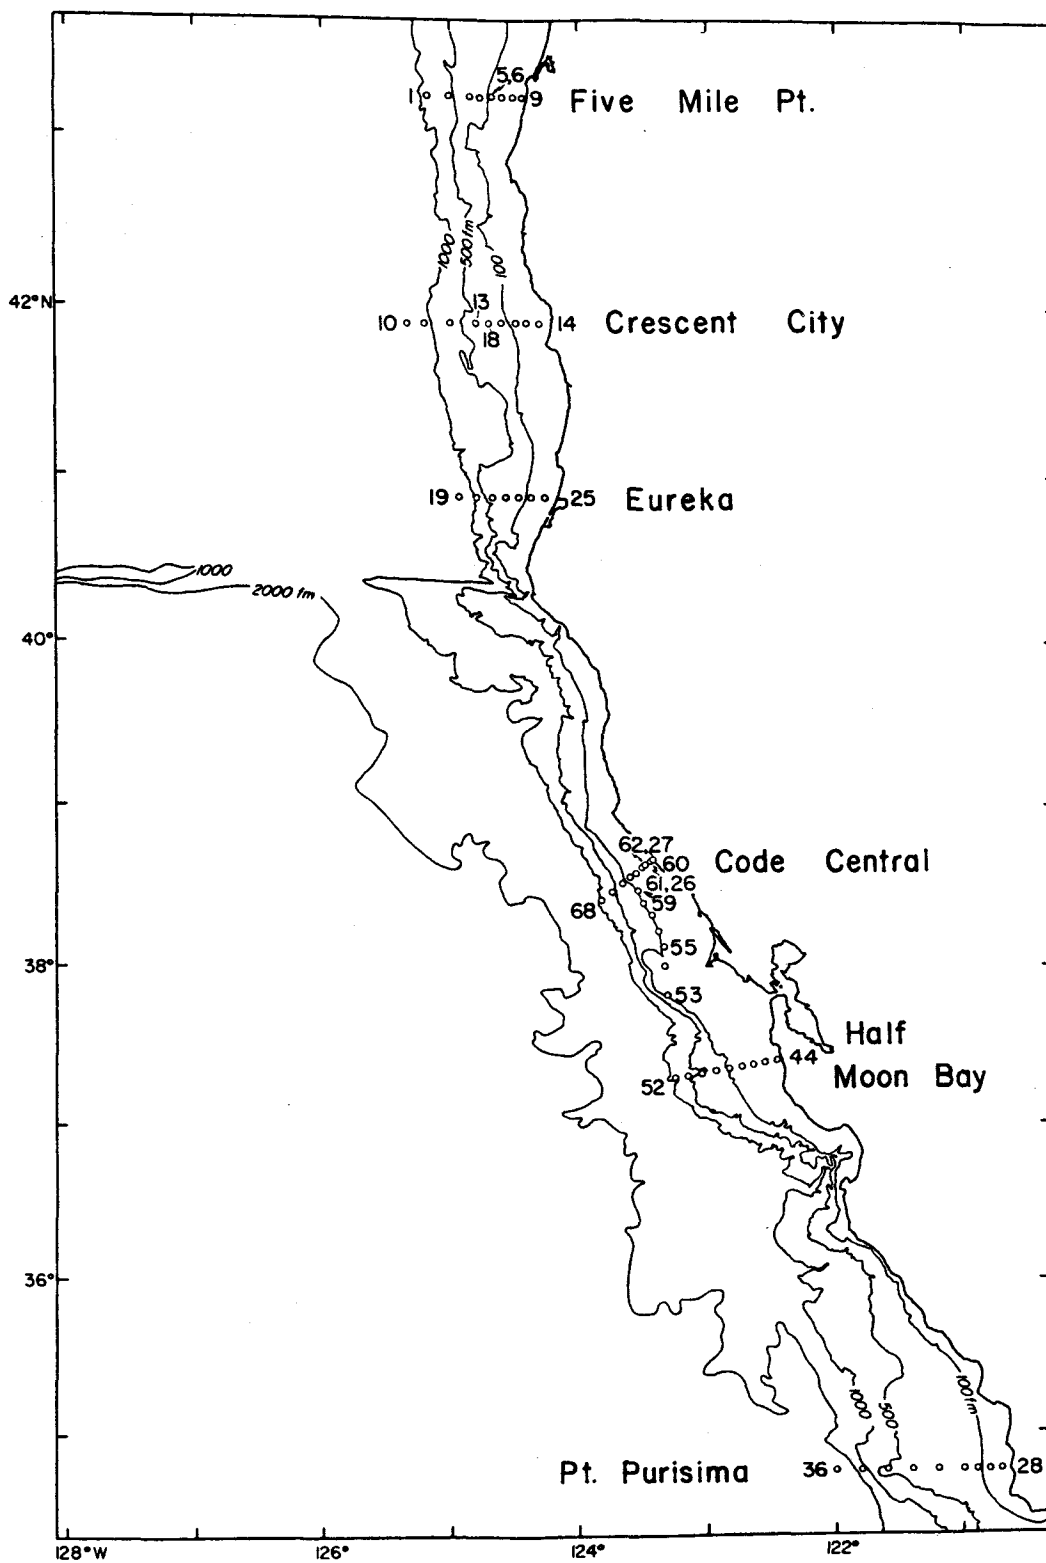 5,6
1
9 Five Mile Pt.
1000
500 fm
100
42°N
13
10
14 Crescent City
18
19
25 Eureka
1000
2000 fm
40°
62,27
60 Code Central
61,26
59
68
55
38°
53
Half
44
52
Moon Bay
36°
1000
500
100fm
Pt. Purisima 36
28
128°W
126°
124°
122°